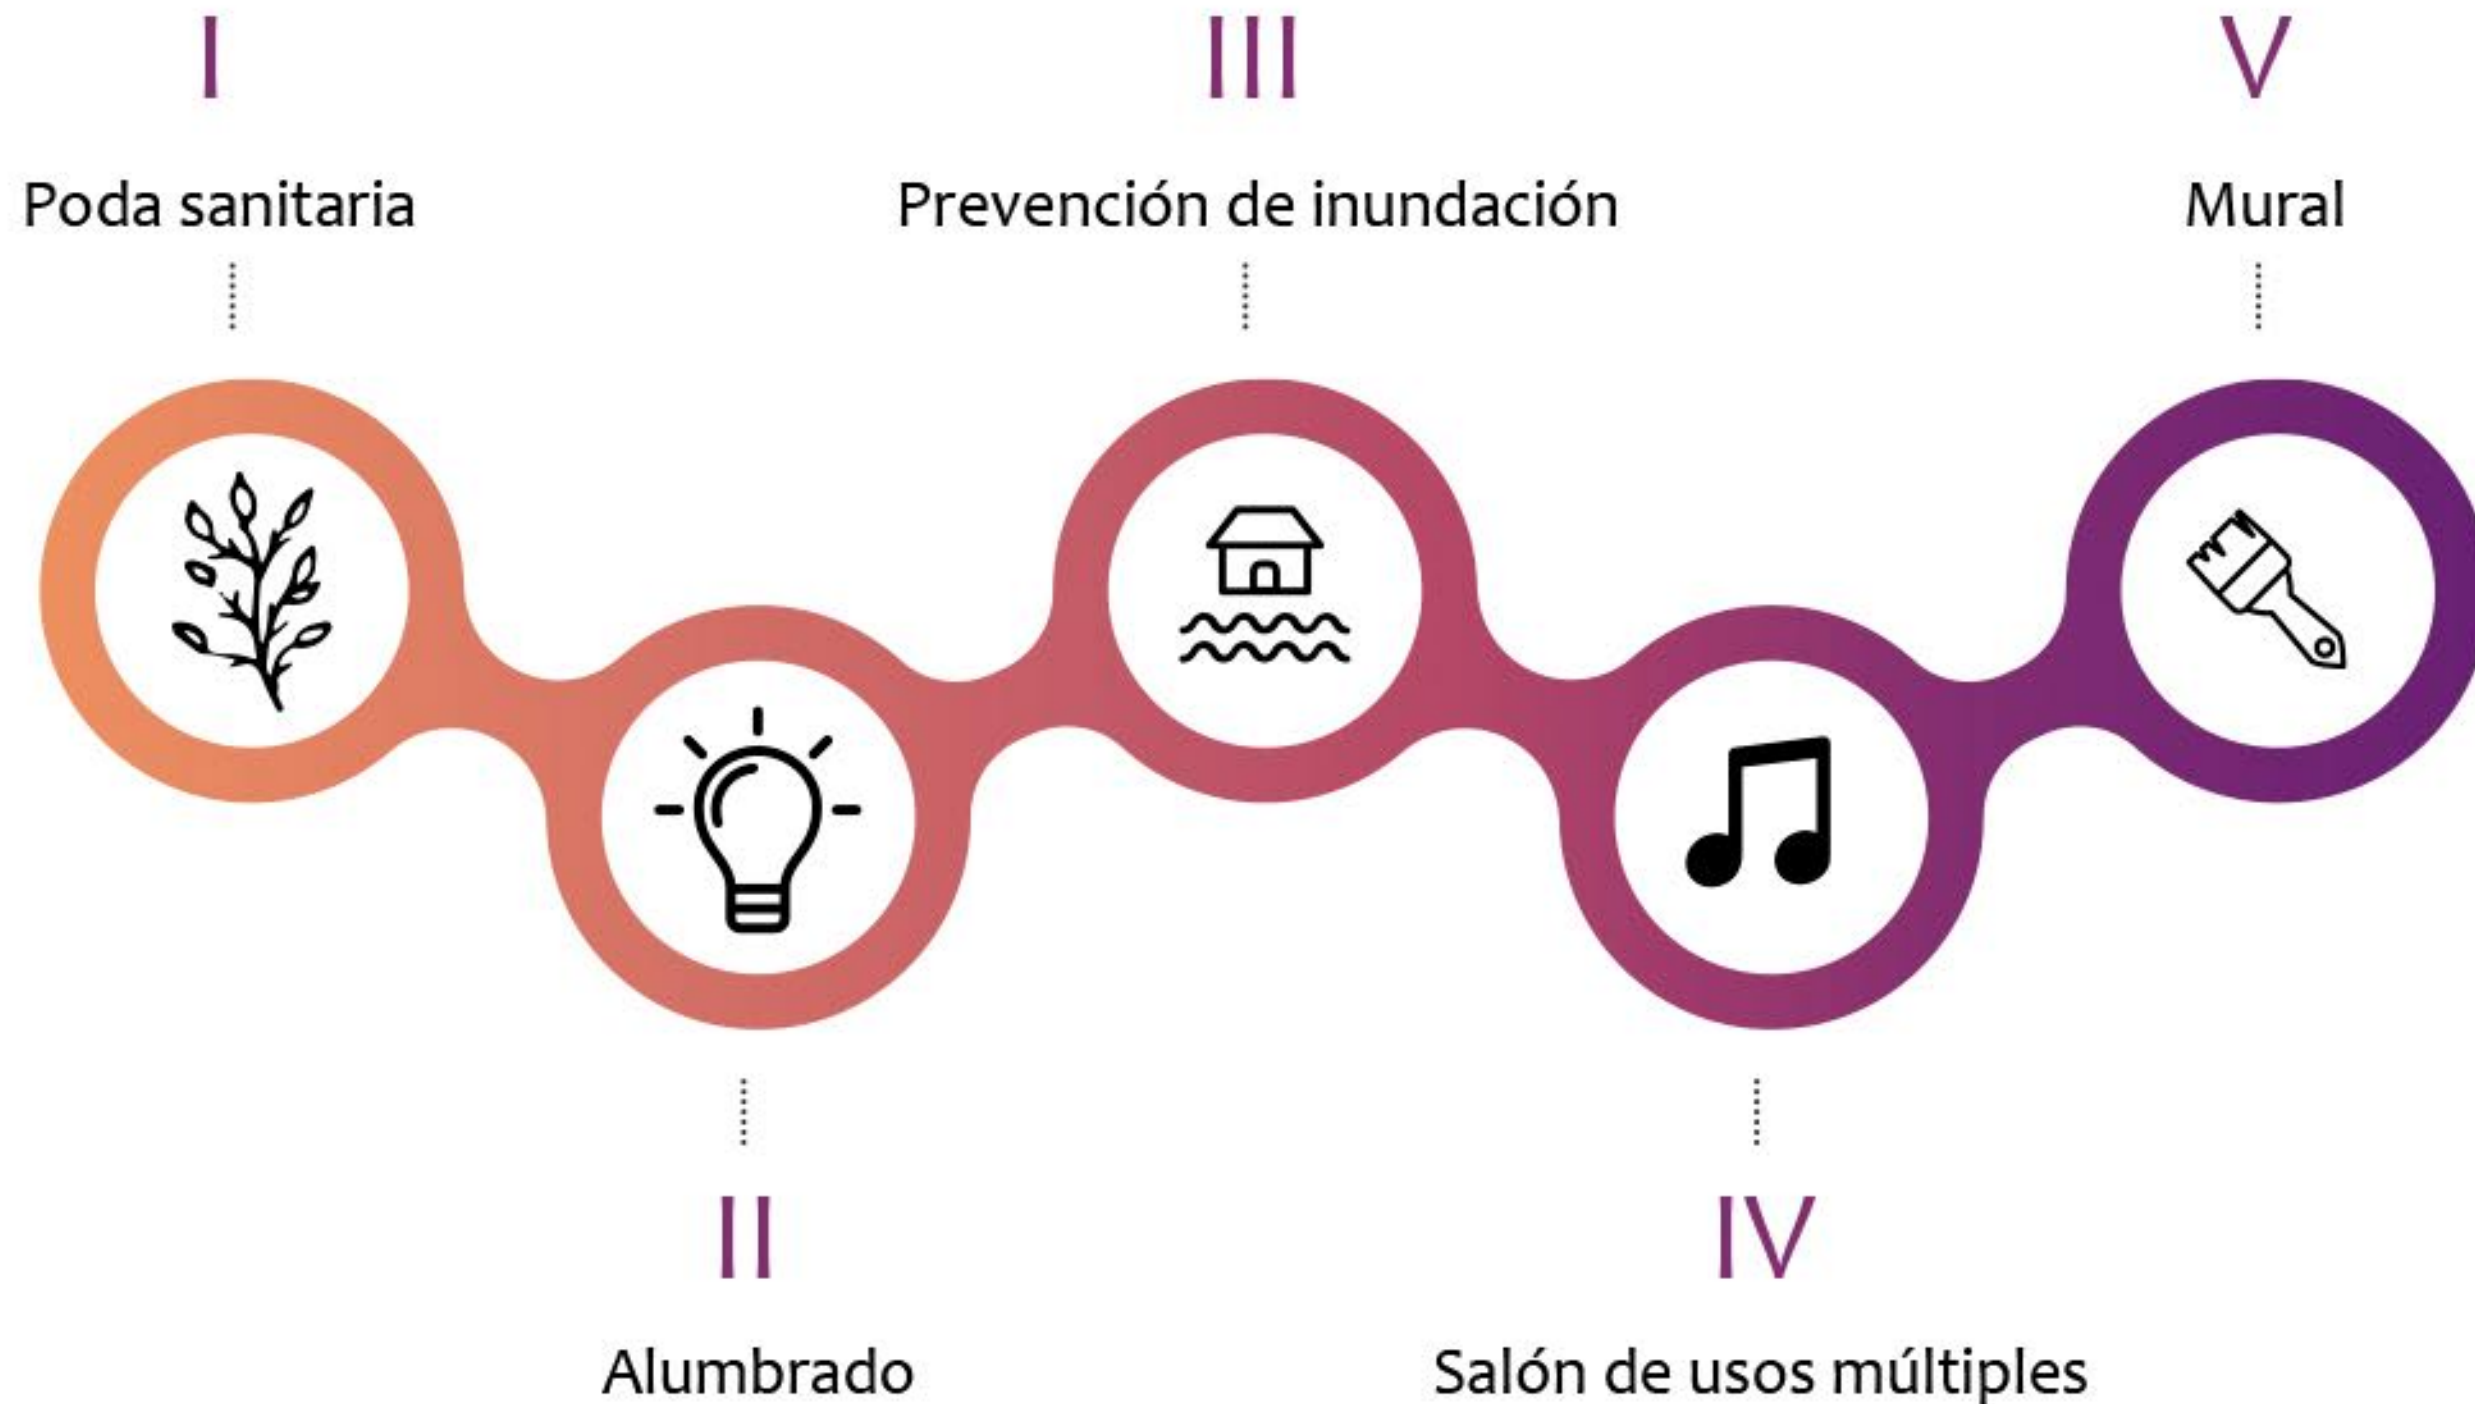 I
Poda sanitaria
II
Alumbrado
III
Prevención de inundación
IV
Salón de usos múltiples
V
Mural